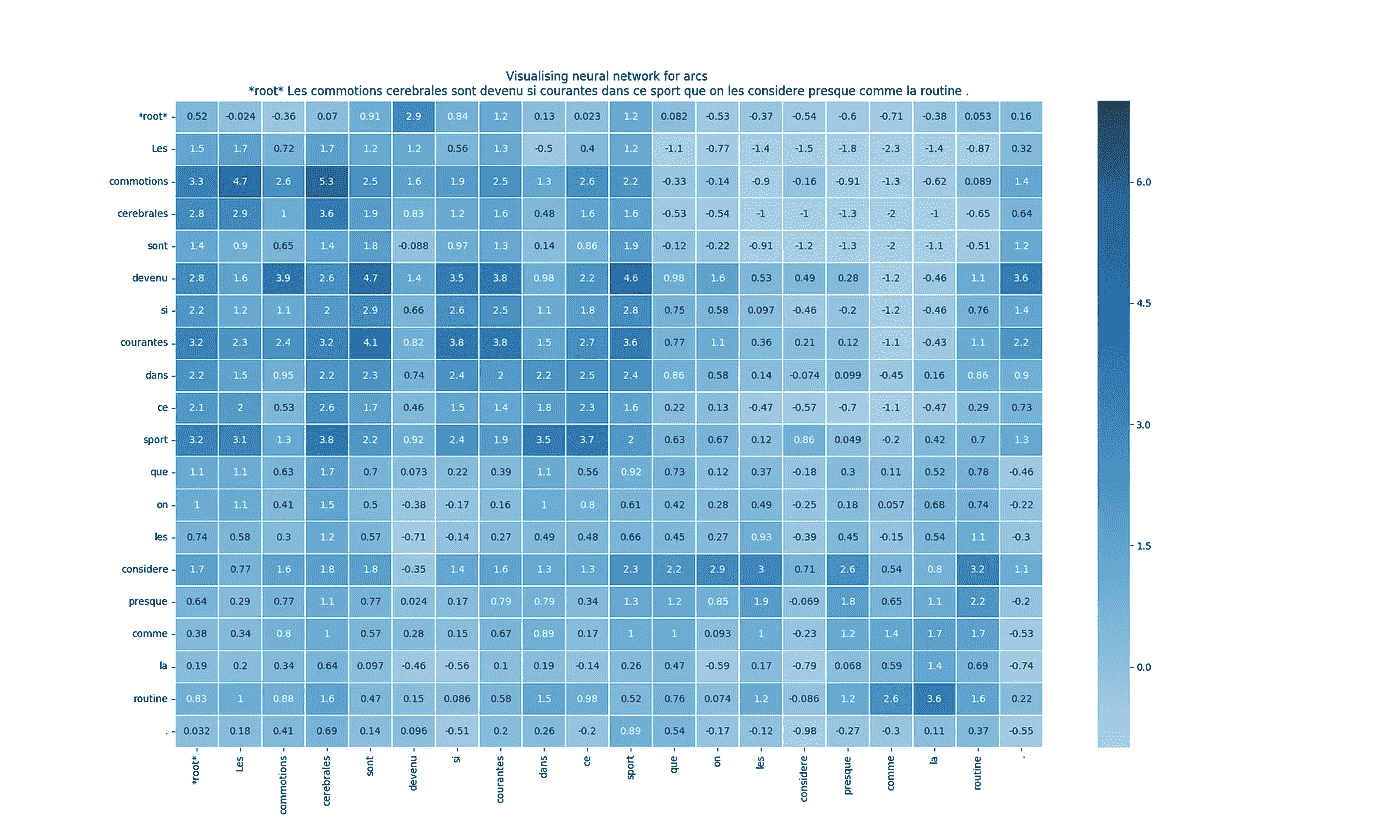 Visualising neural network for arcs
*root* Les commotions cerebrales sont devenu si courantes dans ce sport que on les considere presque comme la routine .
*root* 0.52 -0.024 -0.36 0.07 0.91 2.9 0.84 1.2 0.13 0.023 1.2 0.082 -0.53 -0.37 -0.54 -0.6 -0.71 -0.38 0.053 0.16
Les 1.5 1.7 0.72 1.7 1.2 1.2 0.56 1.3 -0.5 0.4 1.2 -1.1 -0.77 -1.4 -1.5 -1.8 -2.3 -1.4 -0.87 0.32
commotions 3.3 4.7 2.6 5.3 2.5 1.6 1.9 2.5 1.3 2.6 2.2 -0.33 -0.14 -0.9 -0.16 -0.91 -1.3 -0.62 0.089 1.4
6.0
cerebrales 2.8 2.9 1 3.6 1.9 0.83 1.2 1.6 0.48 1.6 1.6 -0.53 -0.54 -1 -1 -1.3 -2 -1 -0.65 0.64
sont 1.4 0.9 0.65 1.4 1.8 -0.088 0.97 1.3 0.14 0.86 1.9 -0.12 -0.22 -0.91 -1.2 -1.3 -2 -1.1 -0.51 1.2
devenu 2.8 1.6 3.9 2.6 4.7 1.4 3.5 3.8 0.98 2.2 4.6 0.98 1.6 0.53 0.49 0.28 -1.2 -0.46 1.1 3.6
4.5
si 2.2 1.2 1.1 2 2.9 0.66 2.6 2.5 1.1 1.8 2.8 0.75 0.58 0.097 -0.46 -0.2 -1.2 -0.46 0.76 1.4
courantes 3.2 2.3 2.4 3.2 4.1 0.82 3.8 3.8 1.5 2.7 3.6 0.77 1.1 0.36 0.21 0.12 -1.1 -0.43 1.1 2.2
dans 2.2 1.5 0.95 2.2 2.3 0.74 2.4 2 2.2 2.5 2.4 0.86 0.58 0.14 -0.074 0.099 -0.45 0.16 0.86 0.9
ce 2.1 2 0.53 2.6 1.7 0.46 1.5 1.4 1.8 2.3 1.6 0.22 0.13 -0.47 -0.57 -0.7 -1.1 -0.47 0.29 0.73
3.0
sport 3.2 3.1 1.3 3.8 2.2 0.92 2.4 1.9 3.5 3.7 2 0.63 0.67 0.12 0.86 0.049 -0.2 0.42 0.7 1.3
que 1.1 1.1 0.63 1.7 0.7 0.073 0.22 0.39 1.1 0.56 0.92 0.73 0.12 0.37 -0.18 0.3 0.11 0.52 0.78 -0.46
on 1 1.1 0.41 1.5 0.5 -0.38 -0.17 0.16 1 0.8 0.61 0.42 0.28 0.49 -0.25 0.18 0.057 0.68 0.74 -0.22
les 0.74 0.58 0.3 1.2 0.57 -0.71 -0.14 0.27 0.49 0.48 0.66 0.45 0.27 0.93 -0.39 0.45 -0.15 0.54 1.1 -0.3
1.5
considere 1.7 0.77 1.6 1.8 1.8 -0.35 1.4 1.6 1.3 1.3 2.3 2.2 2.9 3 0.71 2.6 0.54 0.8 3.2 1.1
presque 0.64 0.29 0.77 1.1 0.77 0.024 0.17 0.79 0.79 0.34 1.3 1.2 0.85 1.9 -0.069 1.8 0.65 1.1 2.2 -0.2
comme 0.38 0.34 0.8 1 0.57 0.28 0.15 0.67 0.89 0.17 1 1 0.093 1 -0.23 1.2 1.4 1.7 1.7 -0.53
la 0.19 0.2 0.34 0.64 0.097 -0.46 -0.56 0.1 0.19 -0.14 0.26 0.47 -0.59 0.17 -0.79 0.068 0.59 1.4 0.69 -0.74
0.0
routine 0.83 1 0.88 1.6 0.47 0.15 0.086 0.58 1.5 0.98 0.52 0.76 0.074 1.2 -0.086 1.2 2.6 3.6 1.6 0.22
. 0.032 0.18 0.41 0.69 0.14 0.096 -0.51 0.2 0.26 -0.2 0.89 0.54 -0.17 -0.12 -0.98 -0.27 -0.3 0.11 0.37 -0.55
*root* Les commotions cerebrales sont devenu si courantes dans ce sport que on les considere presque comme la routine .